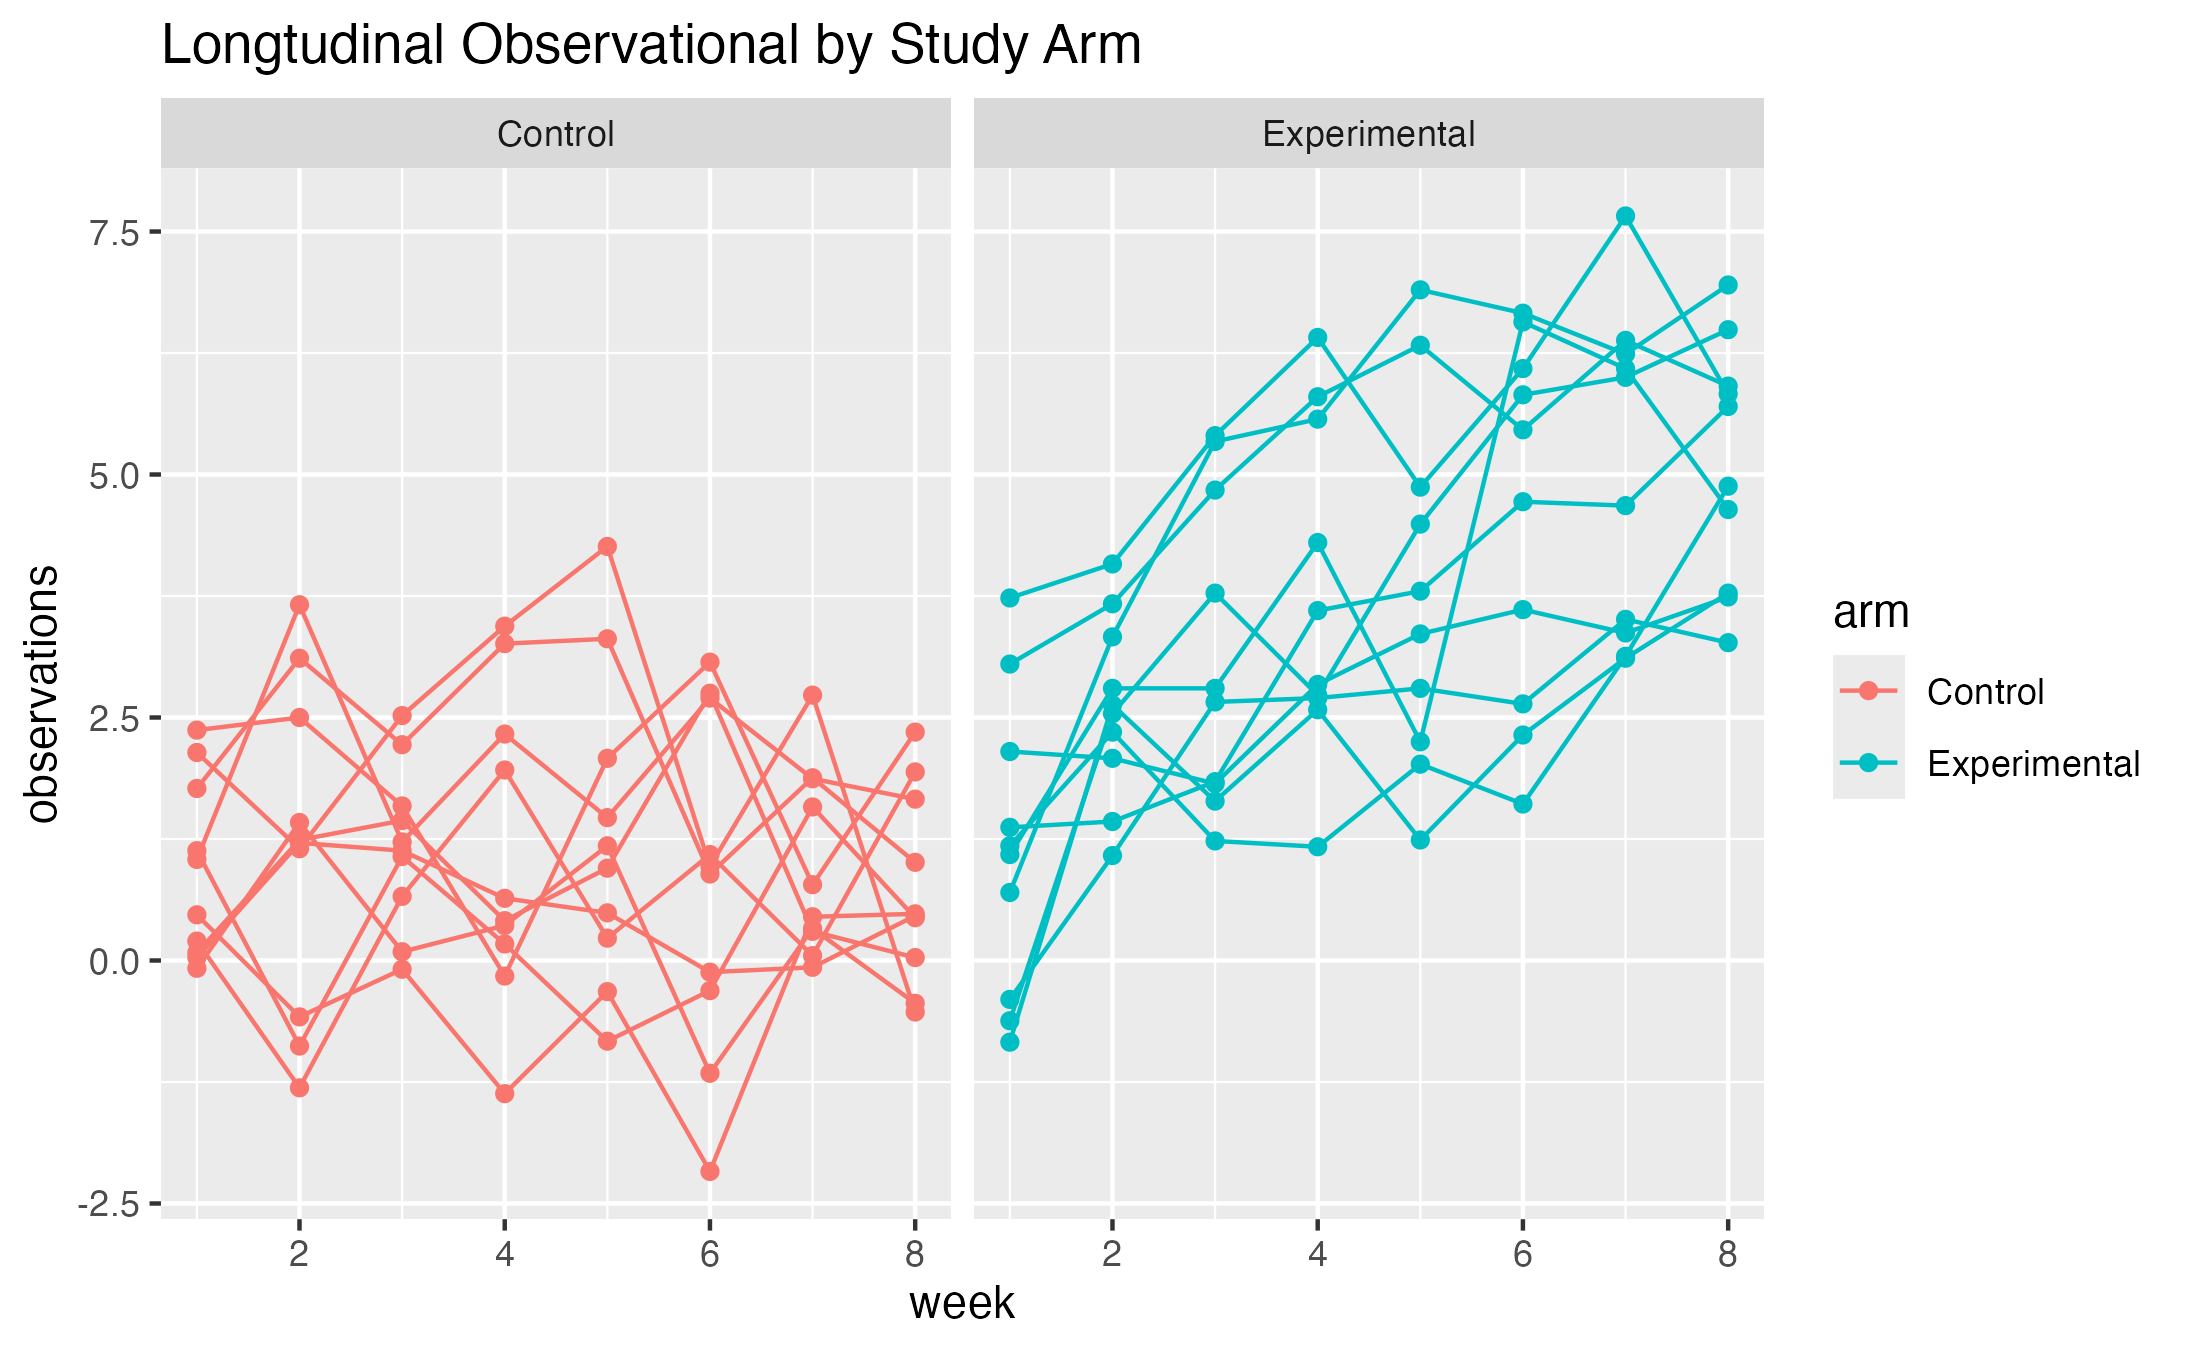 Longtudinal Observational by Study Arm
Control
Experimental
7.5
5.0
2.5
0.0
-2.5
observations
2
4
6
8
2
4
6
8
week
arm
Control
Experimental